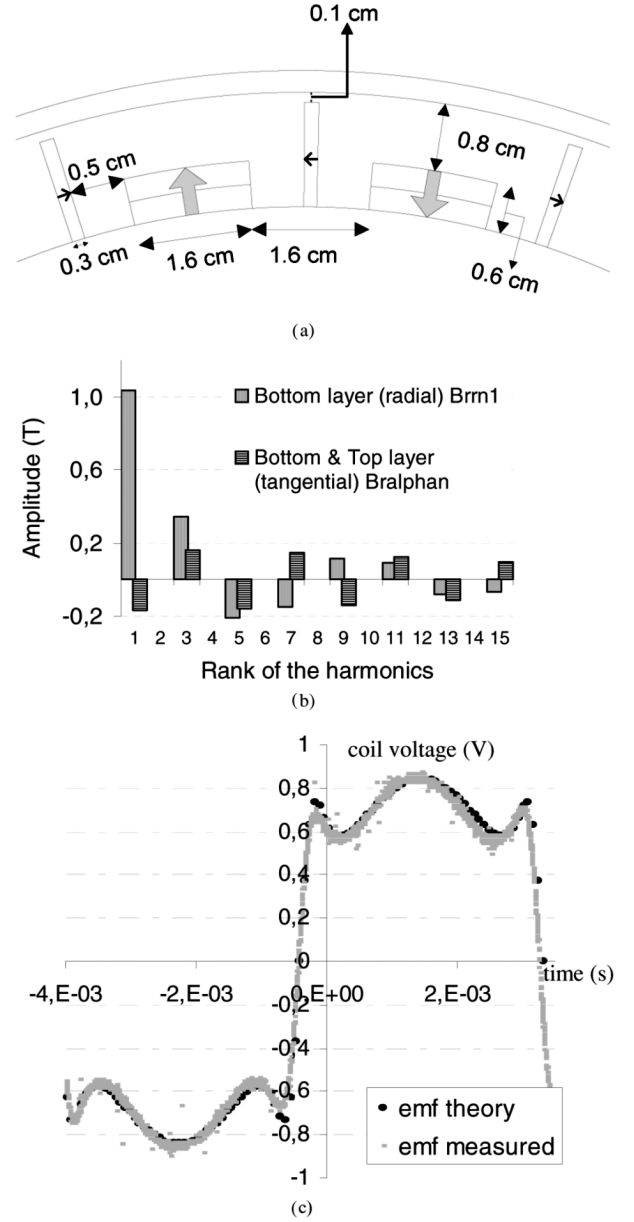 0.1 cm
0.5 cm
0.8 cm
0.3 cm
1.6 cm
1.6 cm
0.6 cm
(a)
Amplitude (T)
1,0
0,6
0,2
-0,2
Bottom layer (radial) Brrn1
Bottom & Top layer
(tangential) Bralphan
1 2 3 4 5 6 7 8 9 10 11 12 13 14 15
Rank of the harmonics
(b)
coil voltage (V)
1
0,8
0,6
0,4
0,2
0
-0,2
-0,4
-0,6
-0,8
-1
time (s)
-4,E-03 -2,E-03 0,E+00 2,E-03
emf theory
emf measured
(c)